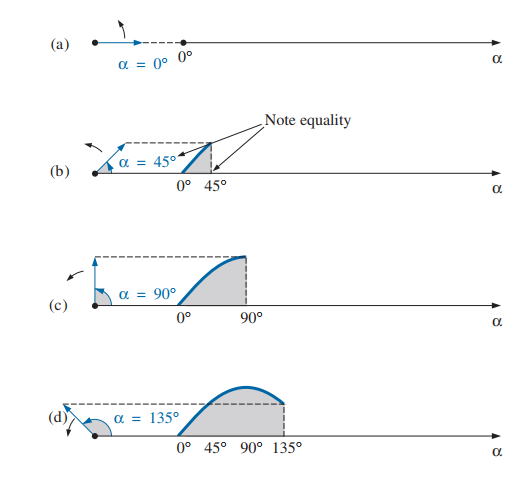 (a)
α = 0° 0° α
Note equality
(b) α = 45°
0° 45° α
(c) α = 90°
0° 90° α
(d) α = 135°
0° 45° 90° 135° α